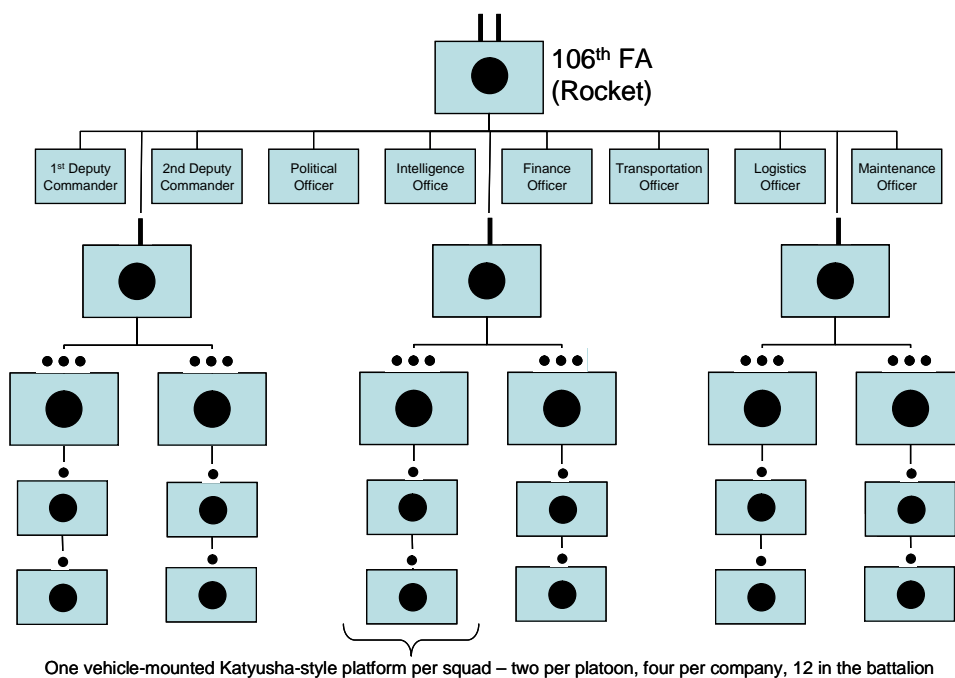 106th FA
(Rocket)
1st Deputy
Commander
2nd Deputy
Commander
Political
Officer
Intelligence
Office
Finance
Officer
Transportation
Officer
Logistics
Officer
Maintenance
Officer
One vehicle-mounted Katyusha-style platform per squad – two per platoon, four per company, 12 in the battalion